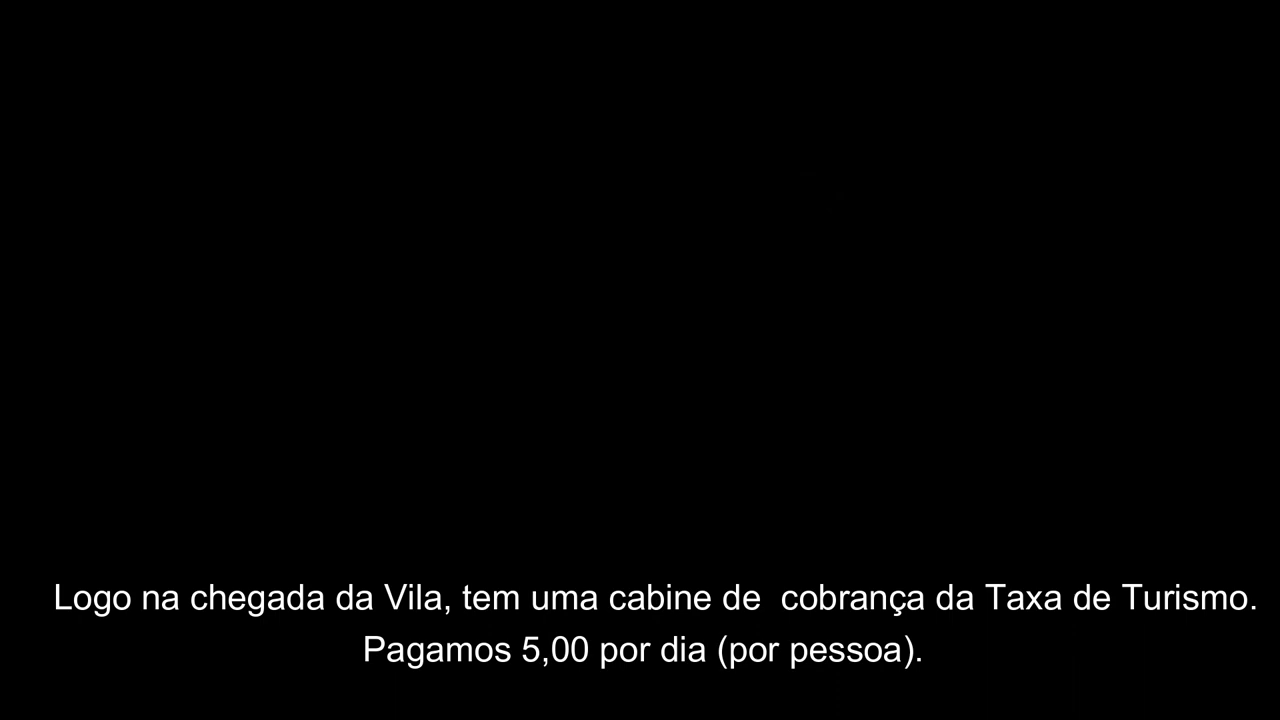 Logo na chegada da Vila, tem uma cabine de  cobrança da Taxa de Turismo.
Pagamos 5,00 por dia (por pessoa).